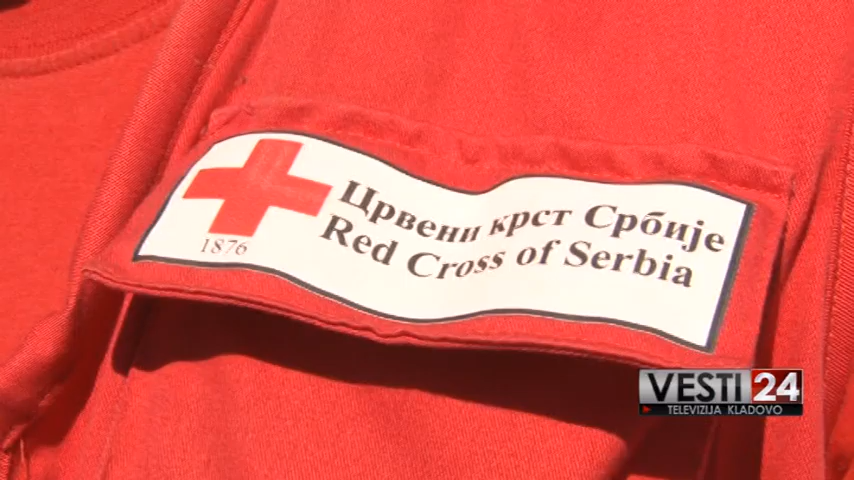 Црвени крст Србије
Red Cross of Serbia
1876
VESTI 24
TELEVIZIJA KLADOVO